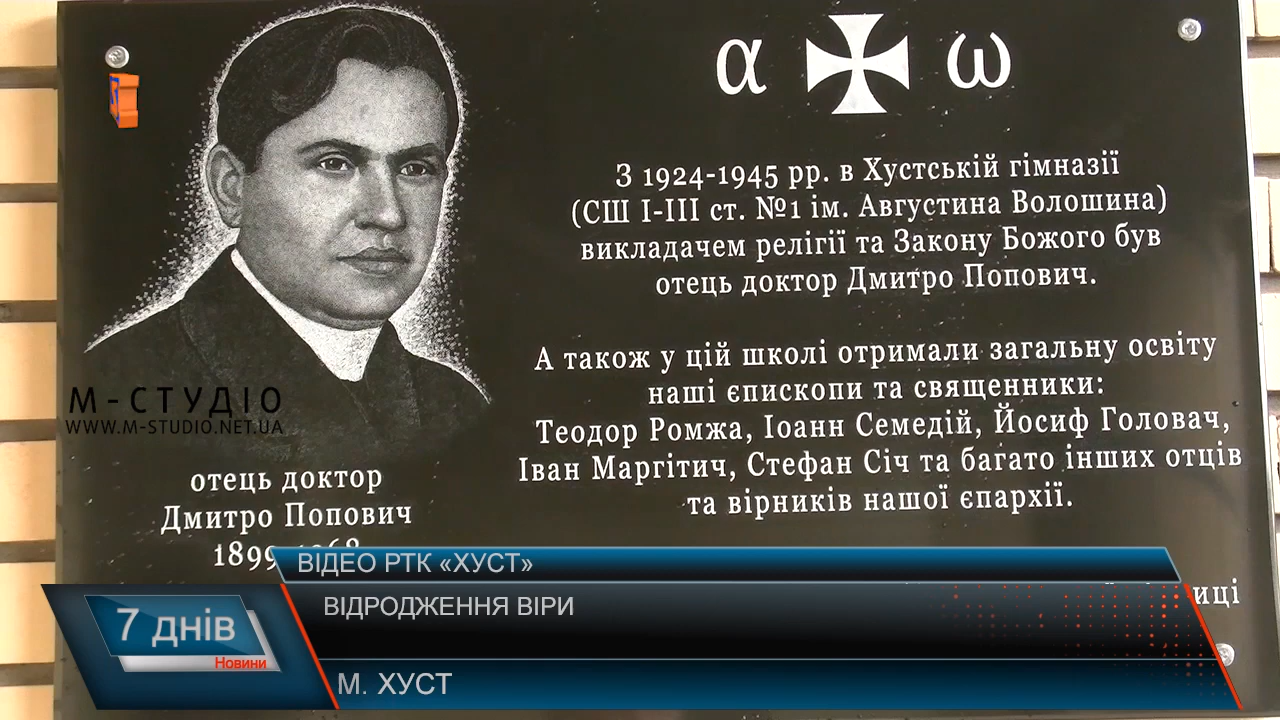 α ω
З 1924-1945 рр. в Хустській гімназії
(СШ І-ІІІ ст. №1 ім. Августина Волошина)
викладачем релігії та Закону Божого був
отець доктор Дмитро Попович.
А також у цій школі отримали загальну освіту
наші єпископи та священники:
Теодор Ромжа, Іоанн Семедій, Йосиф Головач,
Іван Маргітич, Стефан Січ та багато інших отців
та вірників нашої єпархії.
М-СТУДІО
WWW.M-STUDIO.NET.UA
отець доктор
Дмитро Попович
1899-1968
ВІДЕО РТК «ХУСТ»
ВІДРОДЖЕННЯ ВІРИ
7 днів
Новини
М. ХУСТ